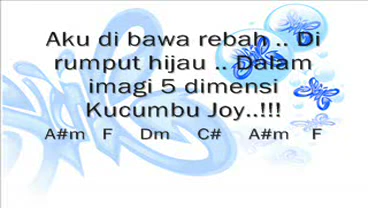 Aku di bawa rebah .. Di
rumput hijau .. Dalam
imagi 5 dimensi
Kucumbu Joy..!!!
A#m F Dm C# A#m F